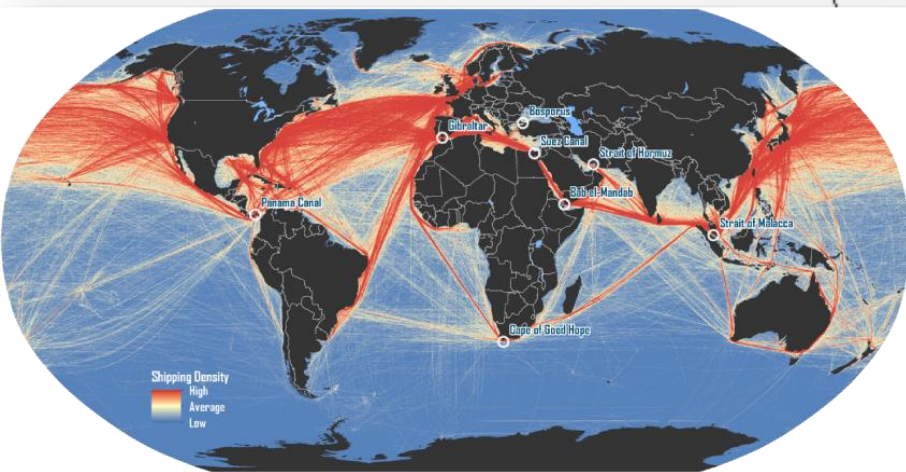 Bosporus
Gibraltar
Suez Canal
Strait of Hormuz
Bab el-Mandab
Panama Canal
Strait of Malacca
Cape of Good Hope
Shipping Density
High
Average
Low